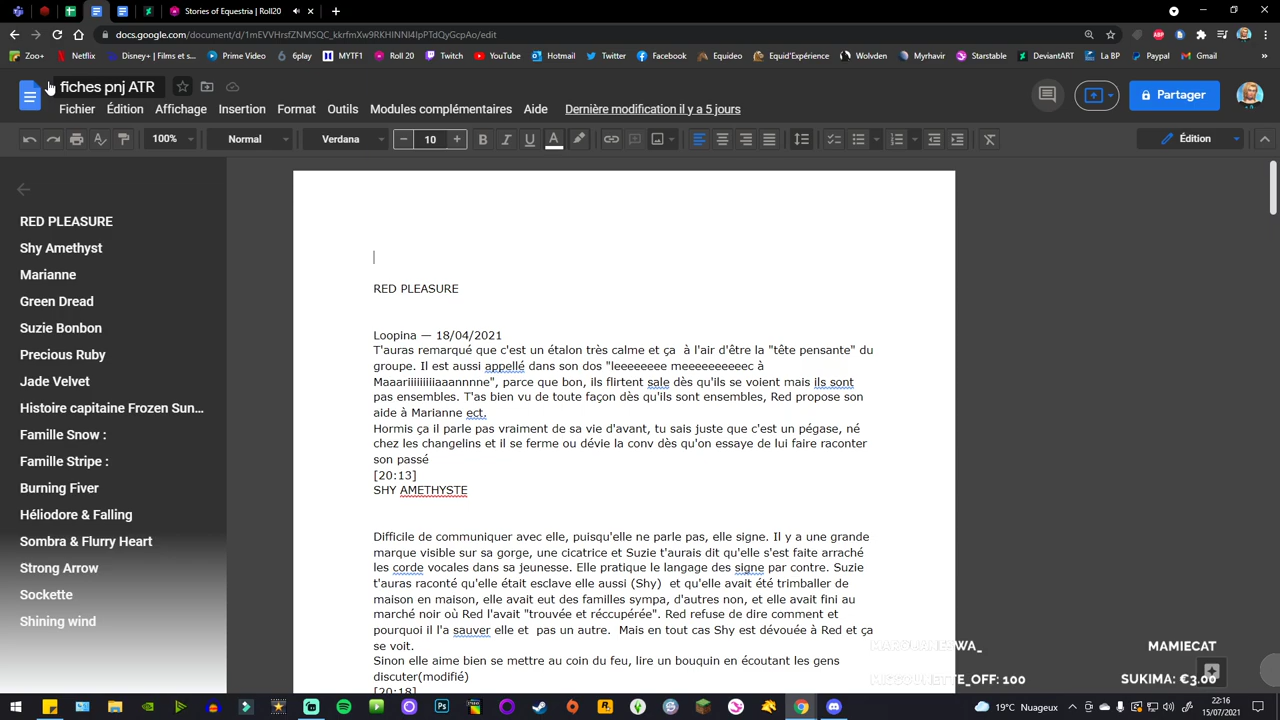 Stories of Equestria | Roll20
docs.google.com/document/d/1mEVVHrsfZNMSQC_kkrfmXw9RKHINNI4lpPTdQyGcpAo/edit
Zoo+ Netflix Disney+ | Films et... Prime Video : ... MYTF1 6play Roll20 Twitch YouTube Hotmail Twitter Facebook Equideo Equid'Expérience Wolvden Myrharah Starstable DeviantART La BP Paypal Gmail
fiches pnj ATR
Fichier Édition Affichage Insertion Format Outils Modules complémentaires Aide Dernière modification il y a 5 jours
Partager
100% Normal Verdana 10 Édition
RED PLEASURE
Shy Amethyst
Marianne
Green Dread
Suzie Bonbon
Precious Ruby
Jade Velvet
Histoire capitaine Frozen Sun...
Famille Snow :
Famille Stripe :
Burning Fiver
Héliodore & Falling
Sombra & Flurry Heart
Strong Arrow
Sockette
Shining wind
RED PLEASURE
Loopina — 18/04/2021
T'auras remarqué que c'est un étalon très calme et ça à l'air d'être la "tête pensante" du
groupe. Il est aussi appellé dans son dos "leeeeeeee meeeeeeeeeec à
Maaariiiiiiiiiaaannnne", parce que bon, ils flirtent sale dès qu'ils se voient mais ils sont
pas ensembles. T'as bien vu de toute façon dès qu'ils sont ensembles, Red propose son
aide à Marianne ect.
Hormis ça il parle pas vraiment de sa vie d'avant, tu sais juste que c'est un pégase, né
chez les changelins et il se ferme ou dévie la conv dès qu'on essaye de lui faire raconter
son passé
[20:13]
SHY AMETHYSTE
Difficile de communiquer avec elle, puisqu'elle ne parle pas, elle signe. Il y a une grande
marque visible sur sa gorge, une cicatrice et Suzie t'aurais dit qu'elle s'est faite arraché
les corde vocales dans sa jeunesse. Elle pratique le langage des signe par contre. Suzie
t'auras raconté qu'elle était esclave elle aussi (Shy) et qu'elle avait été trimballer de
maison en maison, elle avait eut des familles sympa, d'autres non, et elle avait fini au
marché noir où Red l'avait "trouvée et réccupérée". Red refuse de dire comment et
pourquoi il l'a sauver elle et pas un autre. Mais en tout cas Shy est dévouée à Red et ça
se voit.
Sinon elle aime bien se mettre au coin du feu, lire un bouquin en écoutant les gens
discuter(modifié)
[20:18]
MAMIECAT
SUKIMA: €3.00
19°C Nuageux
22:16
15/07/2021